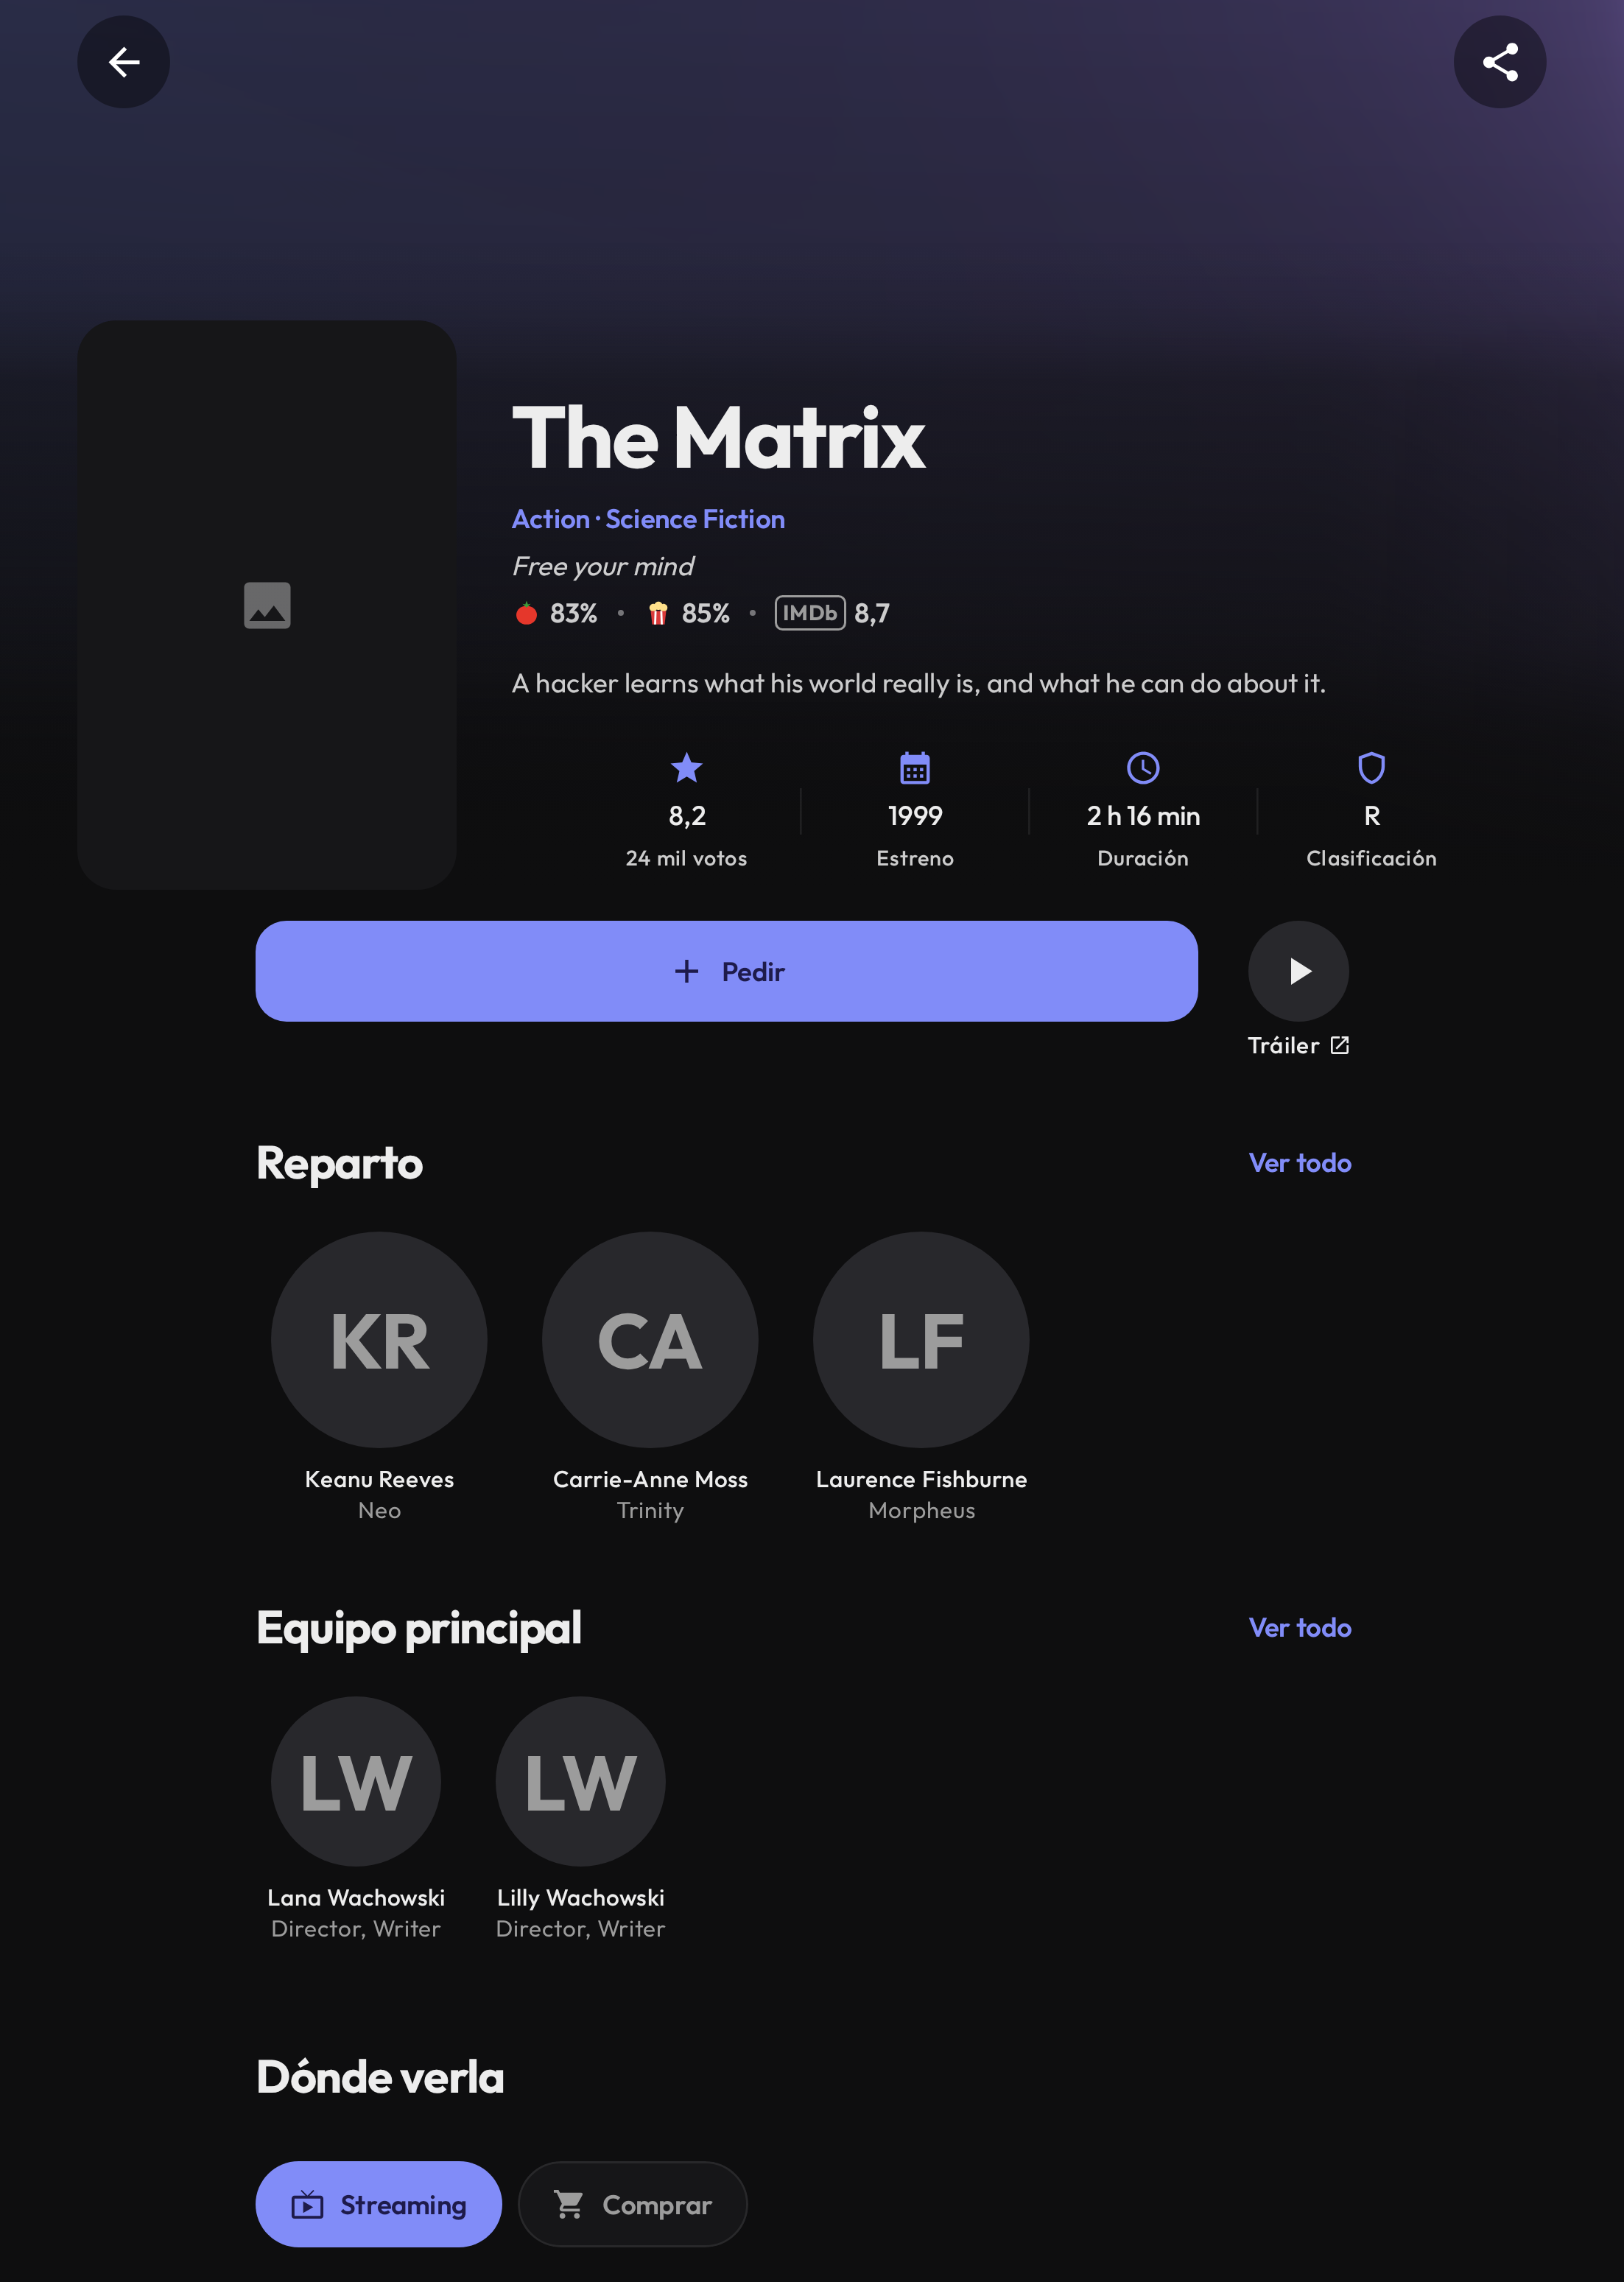 The Matrix
Action · Science Fiction
Free your mind
83% • 85% • IMDb 8,7
A hacker learns what his world really is, and what he can do about it.
8,2 1999 2 h 16 min R
24 mil votos Estreno Duración Clasificación
Pedir
Tráiler
Reparto Ver todo
KR CA LF
Keanu Reeves Carrie-Anne Moss Laurence Fishburne
Neo Trinity Morpheus
Equipo principal Ver todo
LW LW
Lana Wachowski Lilly Wachowski
Director, Writer Director, Writer
Dónde verla
Streaming Comprar